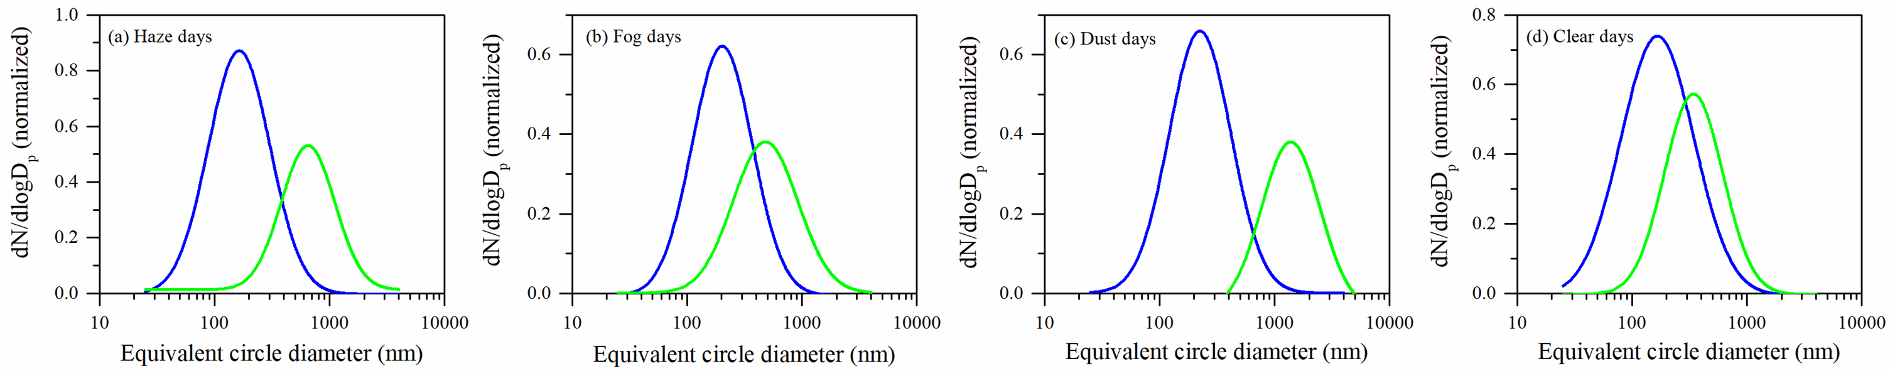 (a) Haze days
1.0
0.8
0.6
0.4
0.2
0.0
10 100 1000 10000
dN/dlogDp (normalized)
Equivalent circle diameter (nm)
(b) Fog days
0.6
0.4
0.2
0.0
10 100 1000 10000
dN/dlogDp (normalized)
Equivalent circle diameter (nm)
(c) Dust days
0.6
0.4
0.2
0.0
10 100 1000 10000
dN/dlogDp (normalized)
Equivalent circle diameter (nm)
(d) Clear days
0.8
0.6
0.4
0.2
0.0
10 100 1000 10000
dN/dlogDp (normalized)
Equivalent circle diameter (nm)